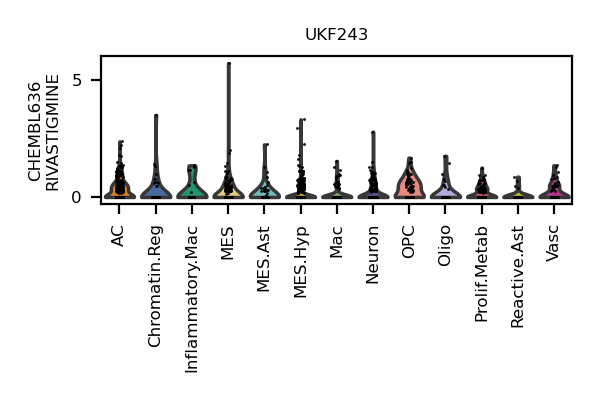 UKF243
CHEMBL636
RIVASTIGMINE
5
0
AC
Chromatin.Reg
Inflammatory.Mac
MES
MES.Ast
MES.Hyp
Mac
Neuron
OPC
Oligo
Prolif.Metab
Reactive.Ast
Vasc